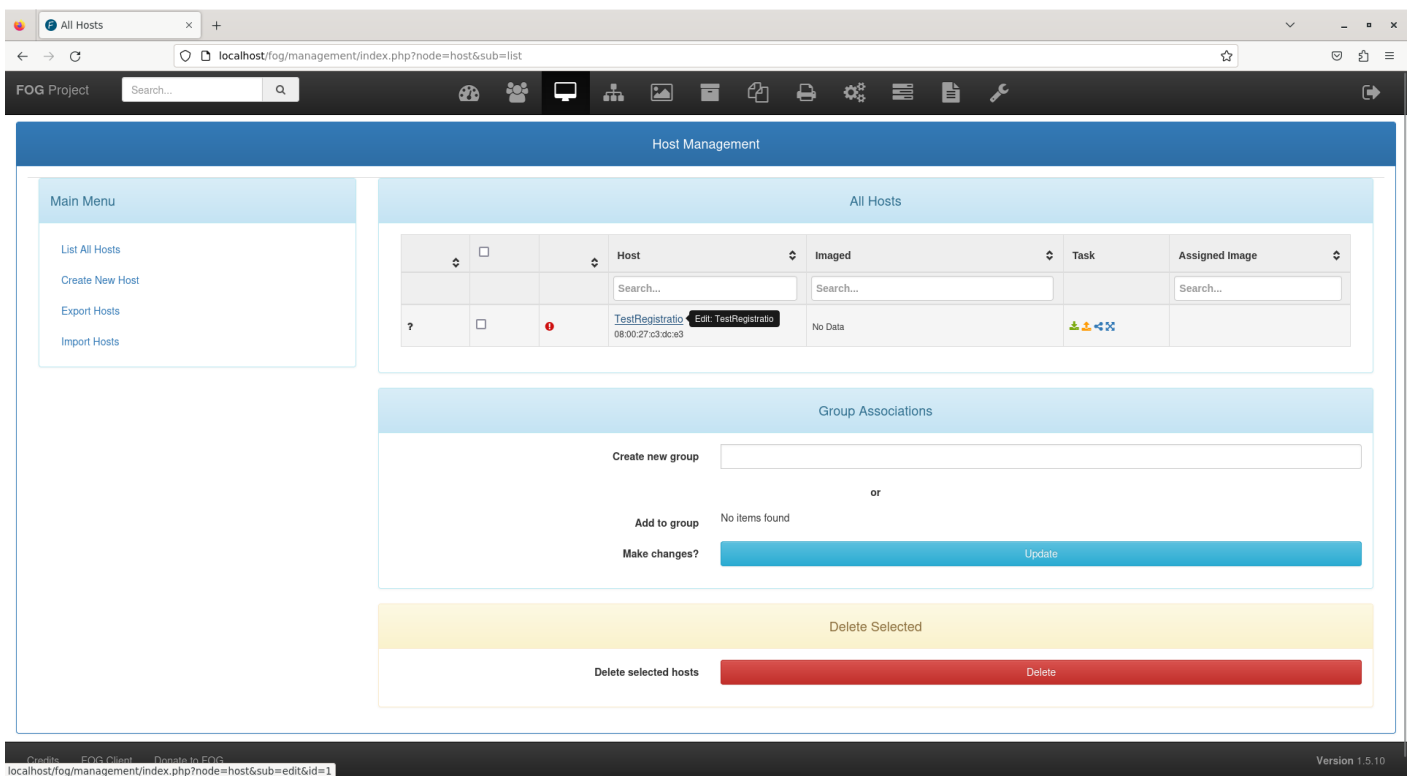 All Hosts
localhost/fog/management/index.php?node=host&sub=list
FOG Project
Search...
Host Management
Main Menu
List All Hosts
Create New Host
Export Hosts
Import Hosts
All Hosts
Host Imaged Task Assigned Image
Search... Search... Search...
? TestRegistratio Edit: TestRegistratio No Data
08:00:27:c3:dc:e3
Group Associations
Create new group
or
Add to group No items found
Make changes? Update
Delete Selected
Delete selected hosts Delete
Credits FOG Client Donate to FOG Version 1.5.10
localhost/fog/management/index.php?node=host&sub=edit&id=1